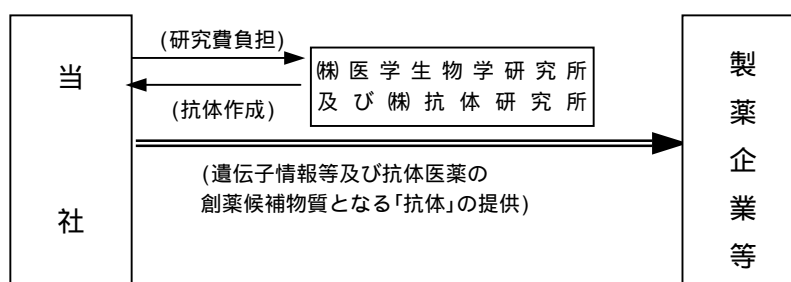 当社
(研究費負担)
㈱医学生物学研究所
及び㈱抗体研究所
(抗体作成)
(遺伝子情報等及び抗体医薬の
創薬候補物質となる「抗体」の提供)
製薬企業等